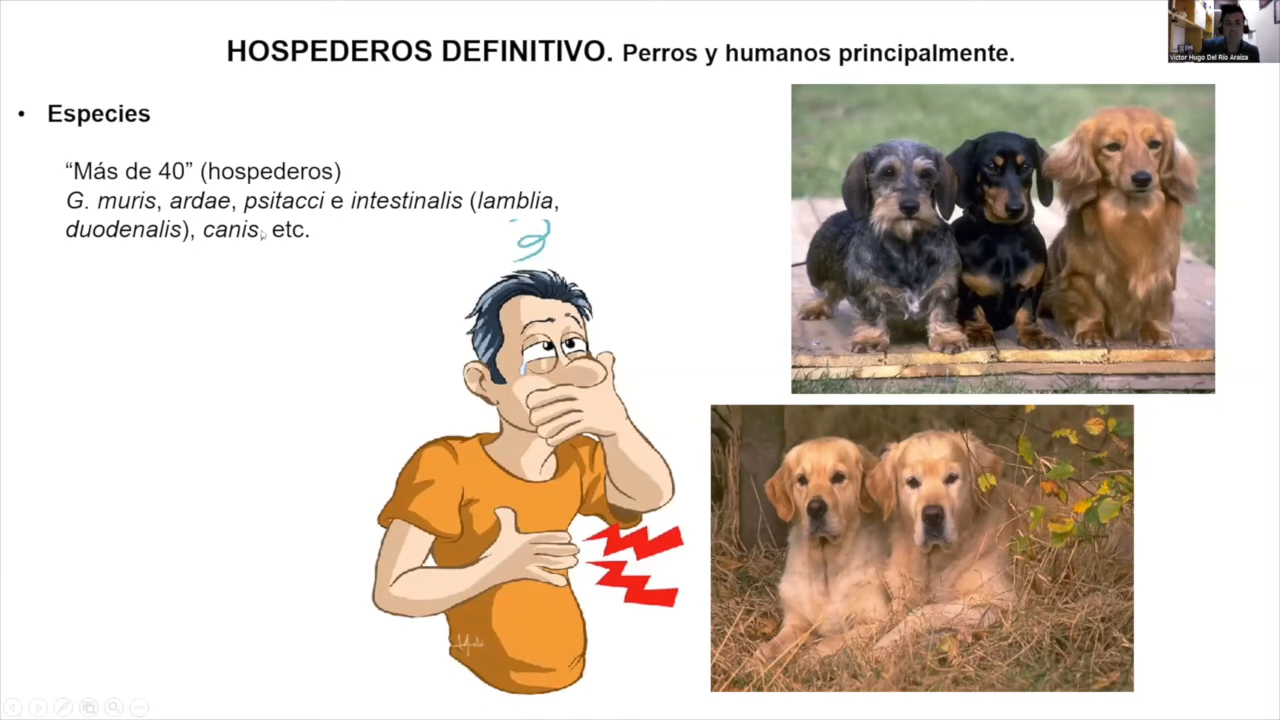 HOSPEDEROS DEFINITIVO. Perros y humanos principalmente.
Victor Hugo Del Río Araiza
• Especies
“Más de 40” (hospederos)
G. muris, ardae, psitacci e intestinalis (lamblia,
duodenalis), canis, etc.